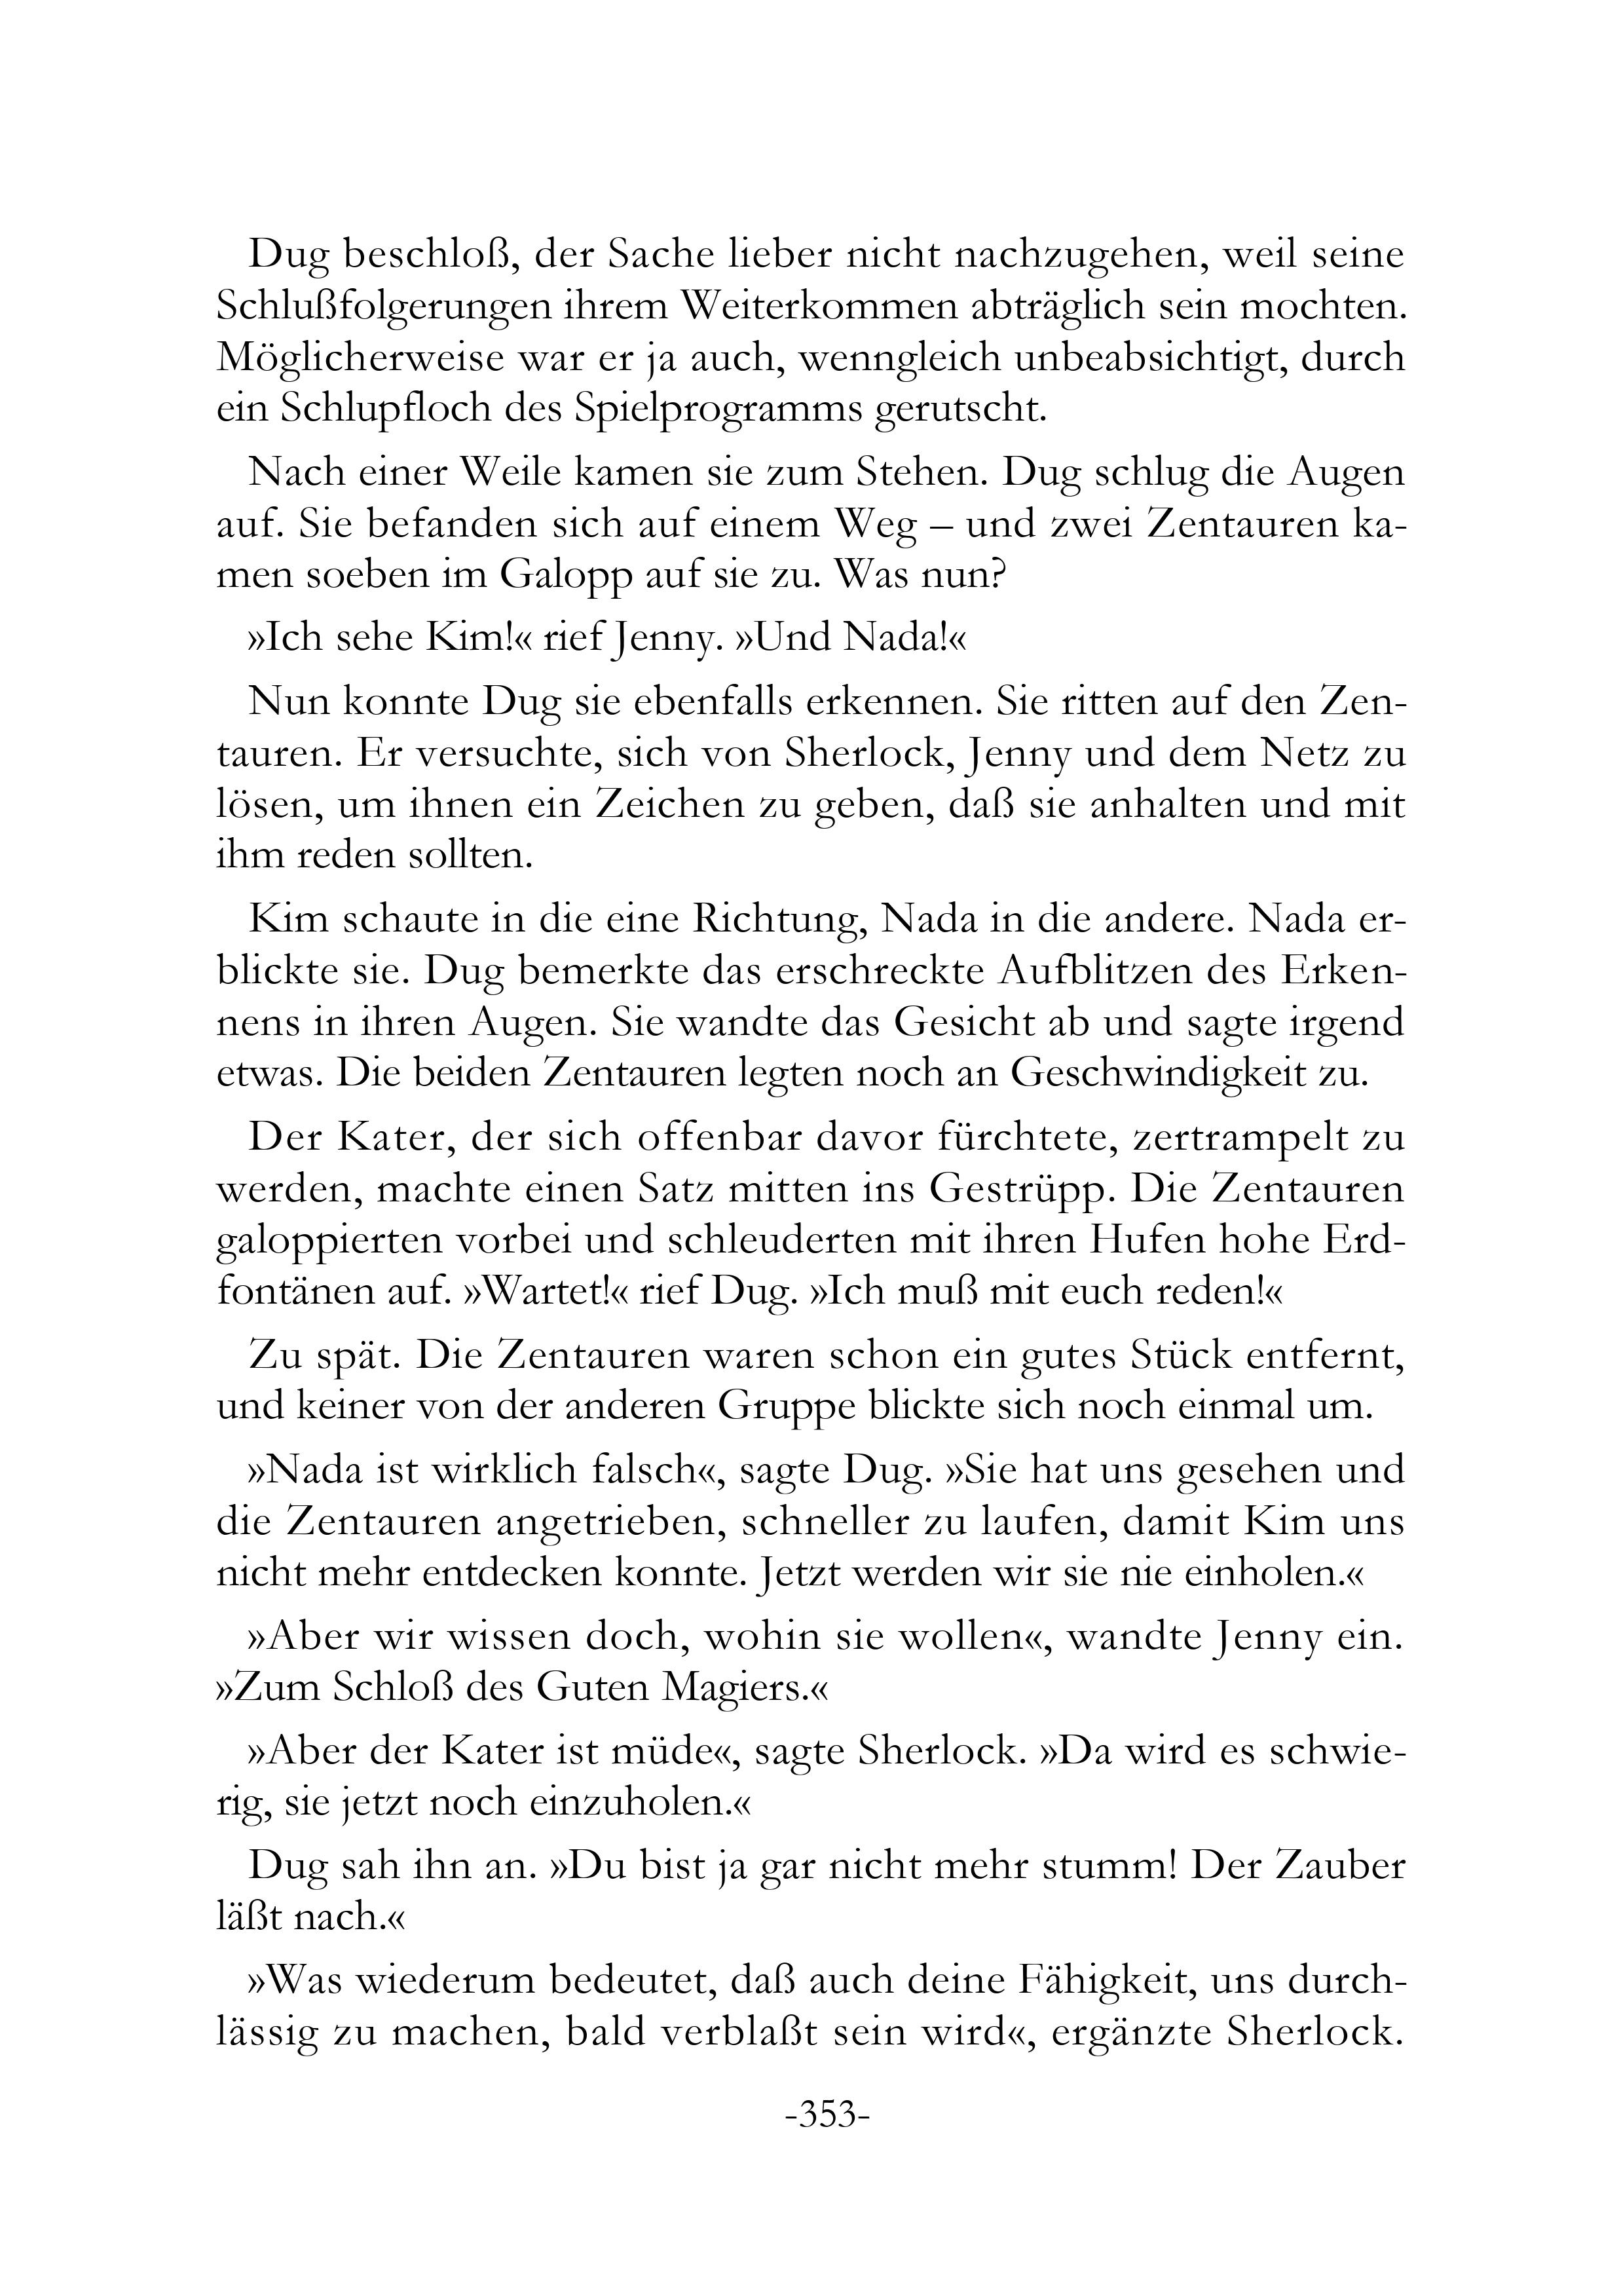 Dug beschloß, der Sache lieber nicht nachzugehen, weil seine
Schlußfolgerungen ihrem Weiterkommen abträglich sein mochten.
Möglicherweise war er ja auch, wenngleich unbeabsichtigt, durch
ein Schlupfloch des Spielprogramms gerutscht.
Nach einer Weile kamen sie zum Stehen. Dug schlug die Augen
auf. Sie befanden sich auf einem Weg – und zwei Zentauren ka-
men soeben im Galopp auf sie zu. Was nun?
»Ich sehe Kim!« rief Jenny. »Und Nada!«
Nun konnte Dug sie ebenfalls erkennen. Sie ritten auf den Zen-
tauren. Er versuchte, sich von Sherlock, Jenny und dem Netz zu
lösen, um ihnen ein Zeichen zu geben, daß sie anhalten und mit
ihm reden sollten.
Kim schaute in die eine Richtung, Nada in die andere. Nada er-
blickte sie. Dug bemerkte das erschreckte Aufblitzen des Erken-
nens in ihren Augen. Sie wandte das Gesicht ab und sagte irgend
etwas. Die beiden Zentauren legten noch an Geschwindigkeit zu.
Der Kater, der sich offenbar davor fürchtete, zertrampelt zu
werden, machte einen Satz mitten ins Gestrüpp. Die Zentauren
galoppierten vorbei und schleuderten mit ihren Hufen hohe Erd-
fontänen auf. »Wartet!« rief Dug. »Ich muß mit euch reden!«
Zu spät. Die Zentauren waren schon ein gutes Stück entfernt,
und keiner von der anderen Gruppe blickte sich noch einmal um.
»Nada ist wirklich falsch«, sagte Dug. »Sie hat uns gesehen und
die Zentauren angetrieben, schneller zu laufen, damit Kim uns
nicht mehr entdecken konnte. Jetzt werden wir sie nie einholen.«
»Aber wir wissen doch, wohin sie wollen«, wandte Jenny ein.
»Zum Schloß des Guten Magiers.«
»Aber der Kater ist müde«, sagte Sherlock. »Da wird es schwie-
rig, sie jetzt noch einzuholen.«
Dug sah ihn an. »Du bist ja gar nicht mehr stumm! Der Zauber
läßt nach.«
»Was wiederum bedeutet, daß auch deine Fähigkeit, uns durch-
lässig zu machen, bald verblaßt sein wird«, ergänzte Sherlock.
-353-